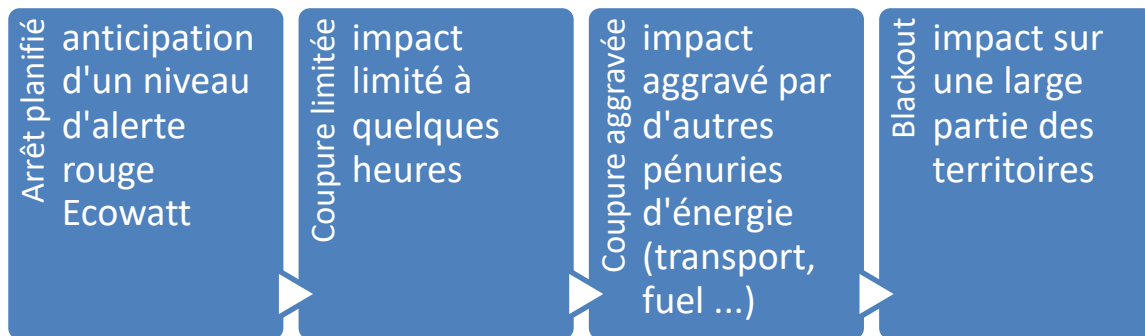 Arrêt planifié
anticipation
d'un niveau
d'alerte
rouge
Ecowatt
Coupure limitée
impact
limité à
quelques
heures
Coupure aggravée
impact
aggravé par
d'autres
pénuries
d'énergie
(transport,
fuel ...)
Blackout
impact sur
une large
partie des
territoires